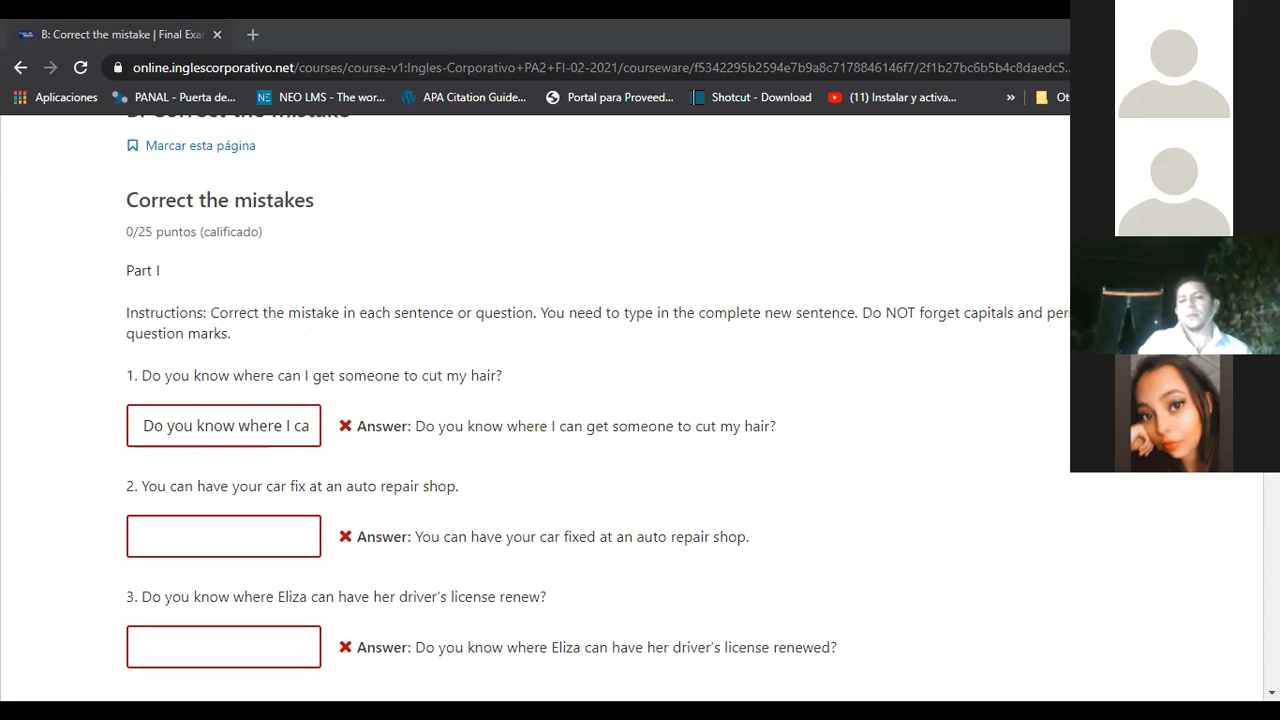 B: Correct the mistake | Final Exa
online.inglescorporativo.net/courses/course-v1:Ingles-Corporativo+PA2+FI-02-2021/courseware/f5342295b2594e7b9a8c7178846146f7/2f1b27bc6b5b4c8daedc5...
Aplicaciones PANAL - Puerta de... NEO LMS - The wor... APA Citation Guide... Portal para Proveed... Shotcut - Download (11) Instalar y activa... » Ot
B: Correct the mistake
Marcar esta página
Correct the mistakes
0/25 puntos (calificado)
Part I
Instructions: Correct the mistake in each sentence or question. You need to type in the complete new sentence. Do NOT forget capitals and per
question marks.
1. Do you know where can I get someone to cut my hair?
Do you know where I ca Answer: Do you know where I can get someone to cut my hair?
2. You can have your car fix at an auto repair shop.
Answer: You can have your car fixed at an auto repair shop.
3. Do you know where Eliza can have her driver's license renew?
Answer: Do you know where Eliza can have her driver's license renewed?